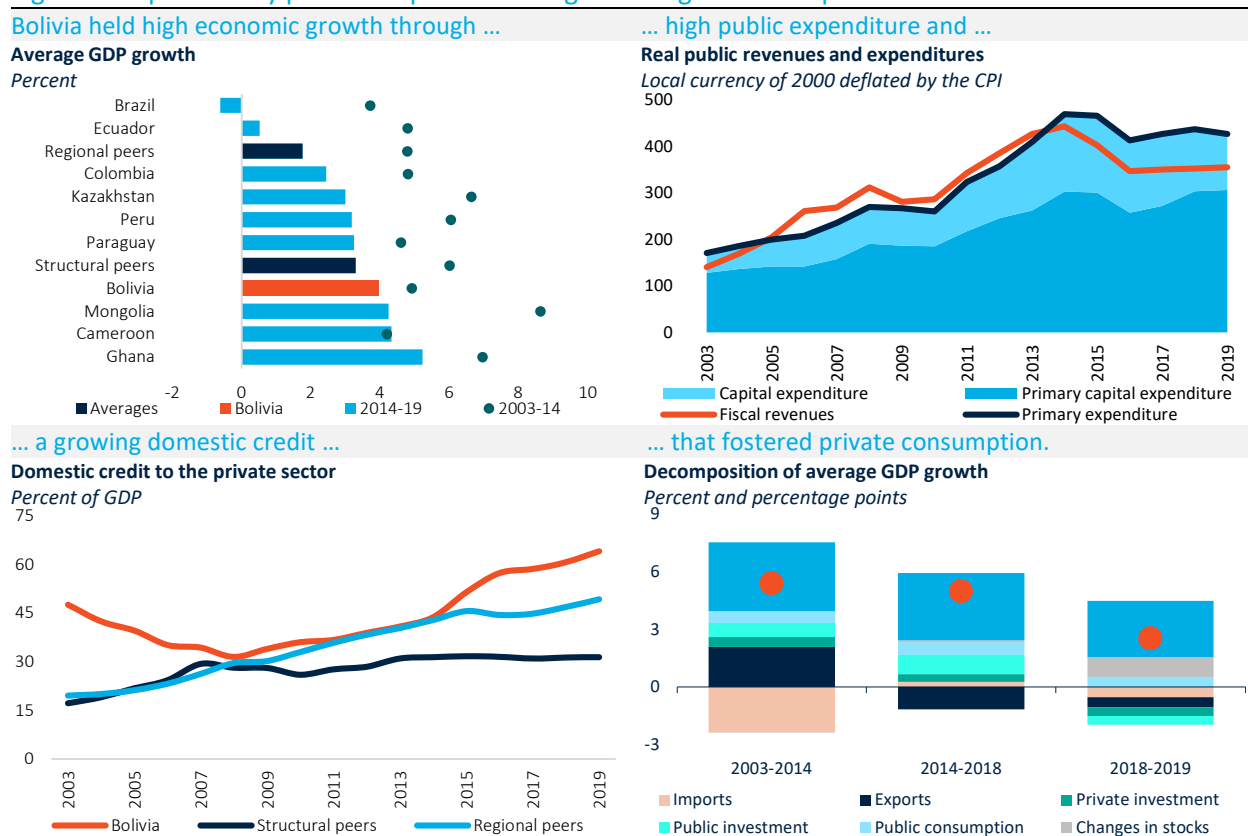 Bolivia held high economic growth through ...
Average GDP growth
Percent
Brazil
Ecuador
Regional peers
Colombia
Kazakhstan
Peru
Paraguay
Structural peers
Bolivia
Mongolia
Cameroon
Ghana
-2 0 2 4 6 8 10
Averages Bolivia 2014-19 2003-14
... high public expenditure and ...
Real public revenues and expenditures
Local currency of 2000 deflated by the CPI
500
400
300
200
100
0
2003 2005 2007 2009 2011 2013 2015 2017 2019
Capital expenditure Primary capital expenditure
Fiscal revenues Primary expenditure
... a growing domestic credit ...
Domestic credit to the private sector
Percent of GDP
75
60
45
30
15
0
2003 2005 2007 2009 2011 2013 2015 2017 2019
Bolivia Structural peers Regional peers
... that fostered private consumption.
Decomposition of average GDP growth
Percent and percentage points
9
6
3
0
-3
2003-2014 2014-2018 2018-2019
Imports Exports Private investment
Public investment Public consumption Changes in stocks